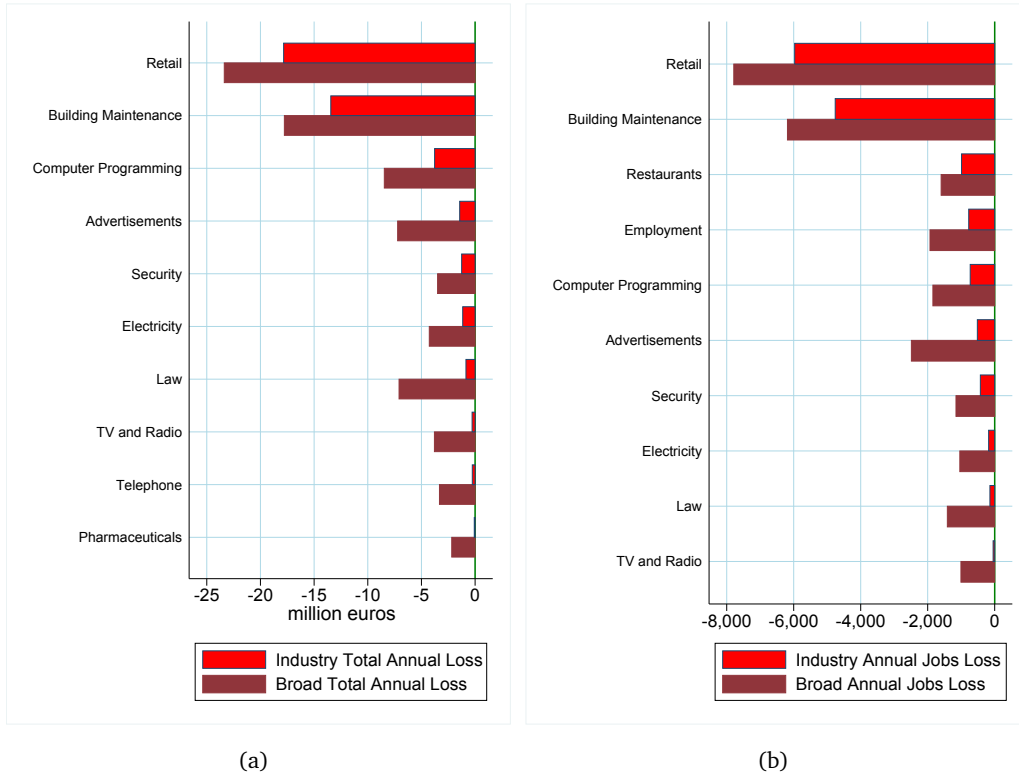 Retail
Building Maintenance
Computer Programming
Advertisements
Security
Electricity
Law
TV and Radio
Telephone
Pharmaceuticals
-25 -20 -15 -10 -5 0
million euros
Industry Total Annual Loss
Broad Total Annual Loss
(a)
Retail
Building Maintenance
Restaurants
Employment
Computer Programming
Advertisements
Security
Electricity
Law
TV and Radio
-8,000 -6,000 -4,000 -2,000 0
Industry Annual Jobs Loss
Broad Annual Jobs Loss
(b)